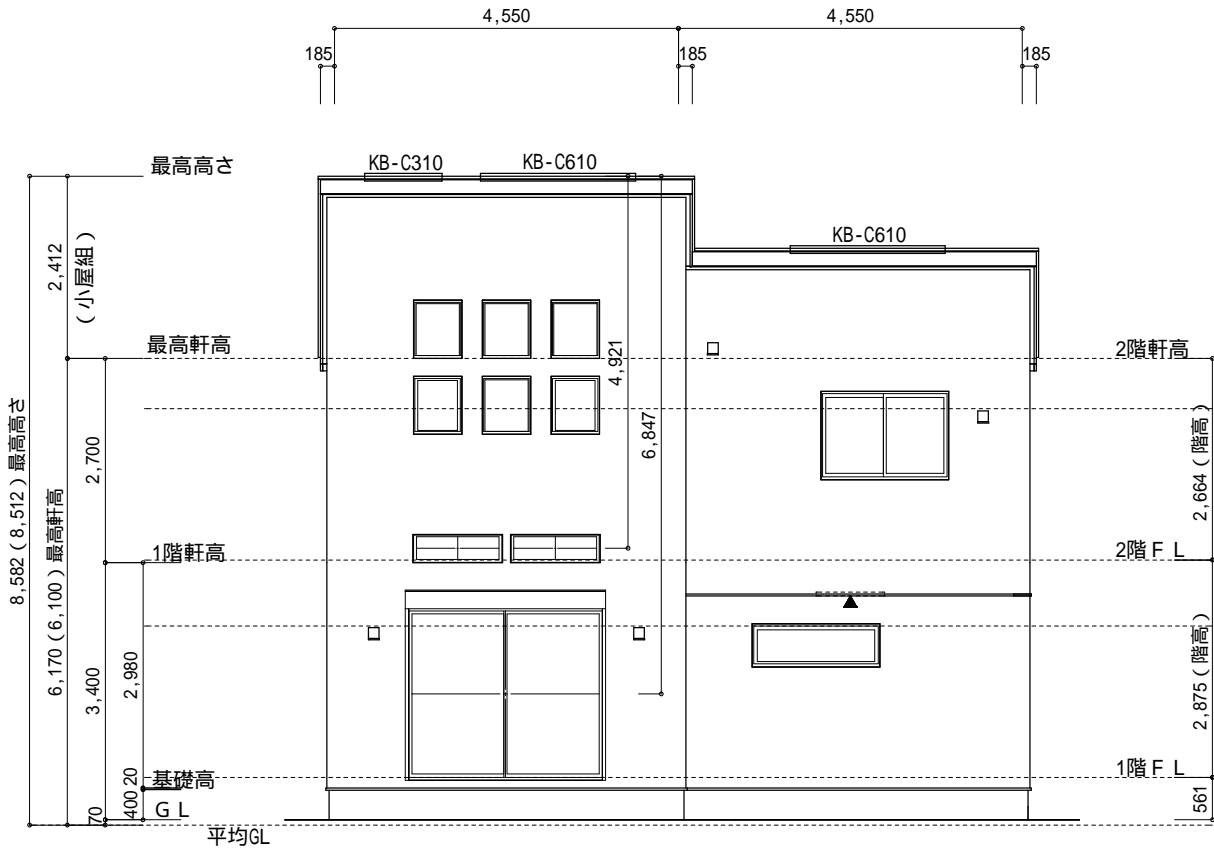 4,550
4,550
185
185
185
最高高さ
KB-C310
KB-C610
KB-C610
2,412
(小屋組)
最高軒高
2階軒高
4,921
6,847
8,582(8,512)最高高さ
6,170(6,100)最高軒高
2,700
2,664(階高)
1階軒高
2階FL
3,400
2,980
2,875(階高)
基礎高
1階FL
20
400
70
GL
561
平均GL